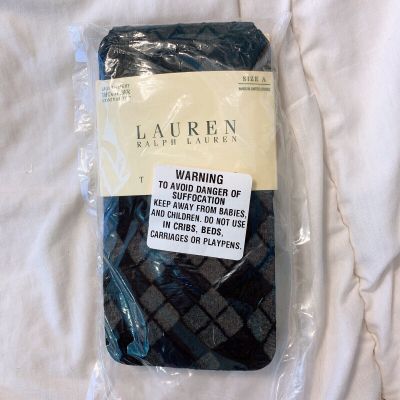 SIZE A
LAUREN
RALPH LAUREN
T
WARNING
TO AVOID DANGER OF
SUFFOCATION
KEEP AWAY FROM BABIES,
AND CHILDREN. DO NOT USE
IN CRIBS, BEDS,
CARRIAGES OR PLAYPENS.